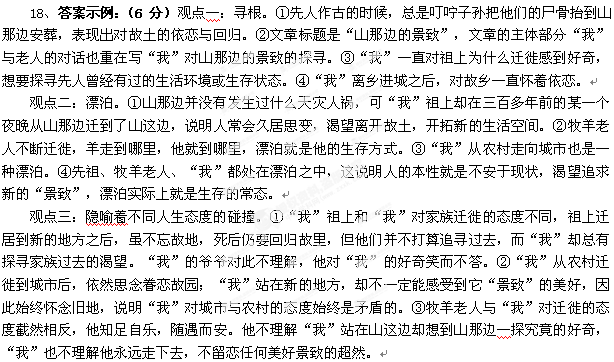 18、答案示例：（6 分）观点一：寻根。①先人作古的时候，总是叮咛子孙把他们的尸骨抬到山
那边安葬，表现出对故土的依恋与回归。②文章标题是“山那边的景致”，文章的主体部分“我”
与老人的对话也重在写“我”对山那边的景致的探寻。③“我”一直对祖上为什么迁徙感到好奇，
想要探寻先人曾经有过的生活环境或生存状态。④“我”离乡进城之后，对故乡一直怀着依恋。
观点二：漂泊。①山那边并没有发生过什么天灾人祸，可“我”祖上却在三百多年前的某一个
夜晚从山那边迁到了山这边，说明人常会久居思变，渴望离开故土，开拓新的生活空间。②牧羊老
人不断迁徙，羊走到哪里，他就到哪里，漂泊就是他的生存方式。③“我”从农村走向城市也是一
种漂泊。④先祖、牧羊老人、“我”都处在漂泊之中，这说明人的本性就是不安于现状，渴望追求
新的“景致”，漂泊实际上就是生存的常态。
观点三：隐喻着不同人生态度的碰撞。①“我”祖上和“我”对家族迁徙的态度不同，祖上迁
居到新的地方之后，虽不忘故地，死后仍要回归故里，但他们并不打算追寻过去，而“我”却总有
探寻家族过去的渴望。“我”的爷爷对此不理解，他对“我”的好奇笑而不答。②“我”从农村迁
徙到城市后，依然思念眷恋故园；“我”站在新的地方，却不一定能感受到它“景致”的美好，因
此始终怀念旧地，说明“我”对城市与农村的态度始终是矛盾的。③牧羊老人与“我”对迁徙的态
度截然相反，他知足自乐，随遇而安。他不理解“我”站在山这边却想到山那边一探究竟的好奇，
“我”也不理解他永远走下去，不留恋任何美好景致的超然。